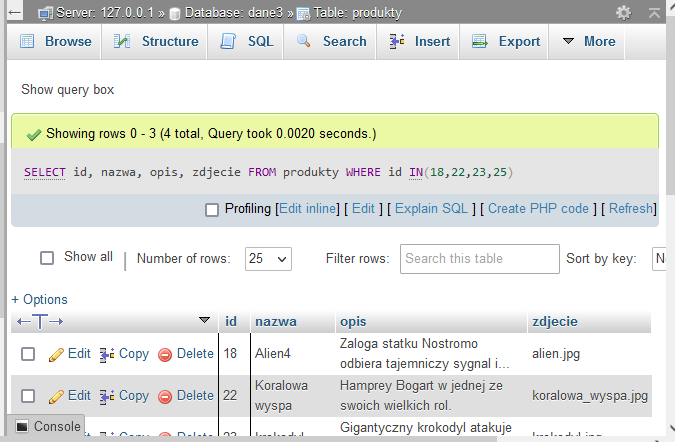 Server: 127.0.0.1 » Database: dane3 » Table: produkty
Browse Structure SQL Search Insert Export More
Show query box
Showing rows 0 - 3 (4 total, Query took 0.0020 seconds.)
SELECT id, nazwa, opis, zdjecie FROM produkty WHERE id IN(18,22,23,25)
Profiling [Edit inline] [ Edit ] [ Explain SQL ] [ Create PHP code ] [ Refresh]
Show all | Number of rows: 25 Filter rows: Search this table Sort by key:
+ Options
←T→ id nazwa opis zdjecie
Edit Copy Delete 18 Alien4 Zaloga statku Nostromo alien.jpg
odbiera tajemniczy sygnal i...
Edit Copy Delete 22 Koralowa Hamprey Bogart w jednej ze koralowa_wyspa.jpg
wyspa swoich wielkich rol.
Console Gigantyczny krokodyl atakuje
Edit Copy Delete 23 krokodyl krokodyl.jpg